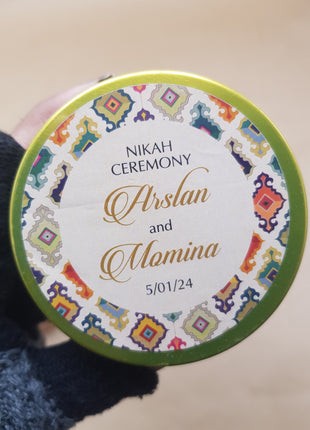 NIKAH
CEREMONY
Arslan
and
Momina
5/01/24